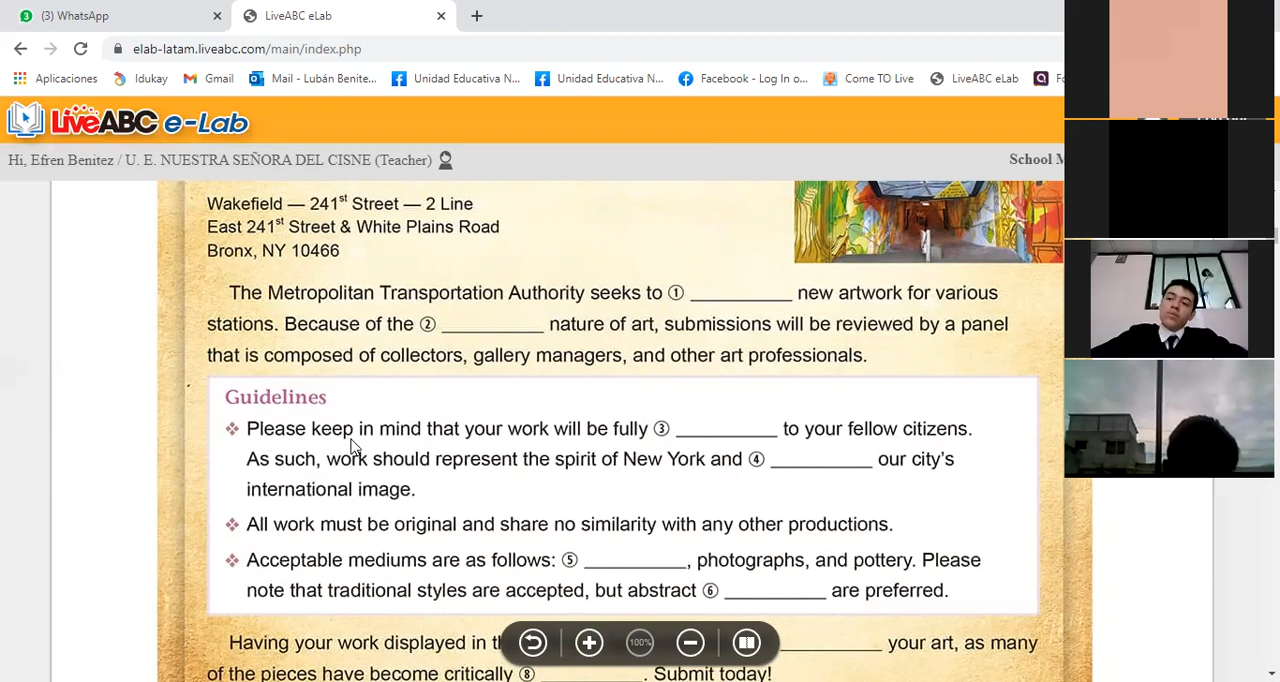 (3) WhatsApp
LiveABC eLab
elab-latam.liveabc.com/main/index.php
Aplicaciones Idukay Gmail Mail - Lubán Benite... Unidad Educativa N... Unidad Educativa N... Facebook - Log In o... Come TO Live LiveABC eLab
LiveABC e-Lab
Hi, Efren Benitez / U. E. NUESTRA SEÑORA DEL CISNE (Teacher) School
Wakefield — 241st Street — 2 Line
East 241st Street & White Plains Road
Bronx, NY 10466
The Metropolitan Transportation Authority seeks to ① __________ new artwork for various
stations. Because of the ② __________ nature of art, submissions will be reviewed by a panel
that is composed of collectors, gallery managers, and other art professionals.
Guidelines
❖ Please keep in mind that your work will be fully ③ __________ to your fellow citizens.
As such, work should represent the spirit of New York and ④ __________ our city's
international image.
❖ All work must be original and share no similarity with any other productions.
❖ Acceptable mediums are as follows: ⑤ __________, photographs, and pottery. Please
note that traditional styles are accepted, but abstract ⑥ __________ are preferred.
Having your work displayed in __________ your art, as many
100%
of the pieces have become critically ⑧ __________. Submit today!